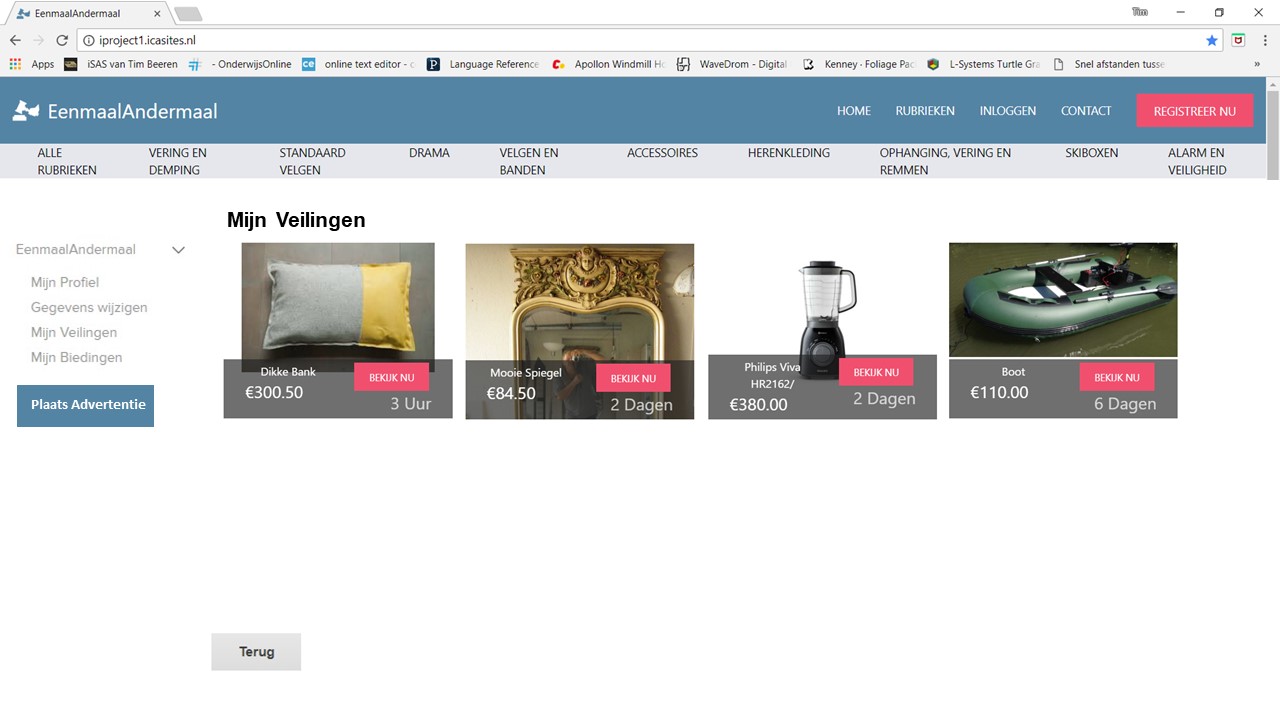 EenmaalAndermaal
Tim
iproject1.icasites.nl
Apps
iSAS van Tim Beeren
- OnderwijsOnline
online text editor -
Language Reference
Apollon Windmill
WaveDrom - Digital
Kenney · Foliage
L-Systems Turtle
Snel afstanden
»
EenmaalAndermaal
HOME
RUBRIEKEN
INLOGGEN
CONTACT
REGISTREER NU
ALLE
RUBRIEKEN
VERING EN
DEMPING
STANDAARD
VELGEN
DRAMA
VELGEN EN
BANDEN
ACCESSOIRES
HERENKLEDING
OPHANGING, VERING EN
REMMEN
SKIBOXEN
ALARM EN
VEILIGHEID
Mijn Veilingen
EenmaalAndermaal
Mijn Profiel
Gegevens wijzigen
Mijn Veilingen
Mijn Biedingen
Plaats Advertentie
Dikke Bank
€300.50
BEKIJK NU
3 Uur
Mooie Spiegel
€84.50
BEKIJK NU
2 Dagen
Philips Viva
HR2162/
€380.00
BEKIJK NU
2 Dagen
Boot
€110.00
BEKIJK NU
6 Dagen
Terug